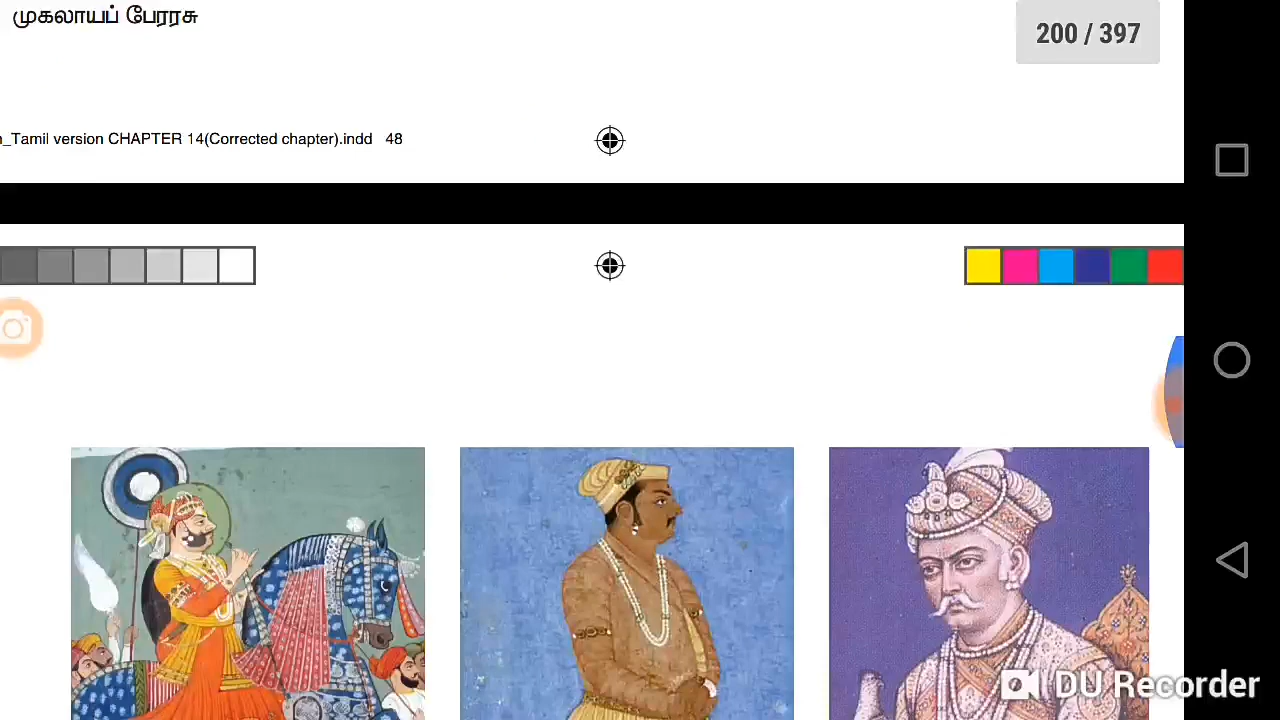 முகலாயப் பேரரசு
200 / 397
_Tamil version CHAPTER 14(Corrected chapter).indd 48
DU Recorder